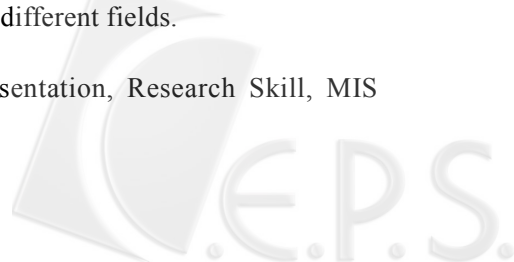 different fields.
sentation, Research Skill, MIS
C.E.P.S.